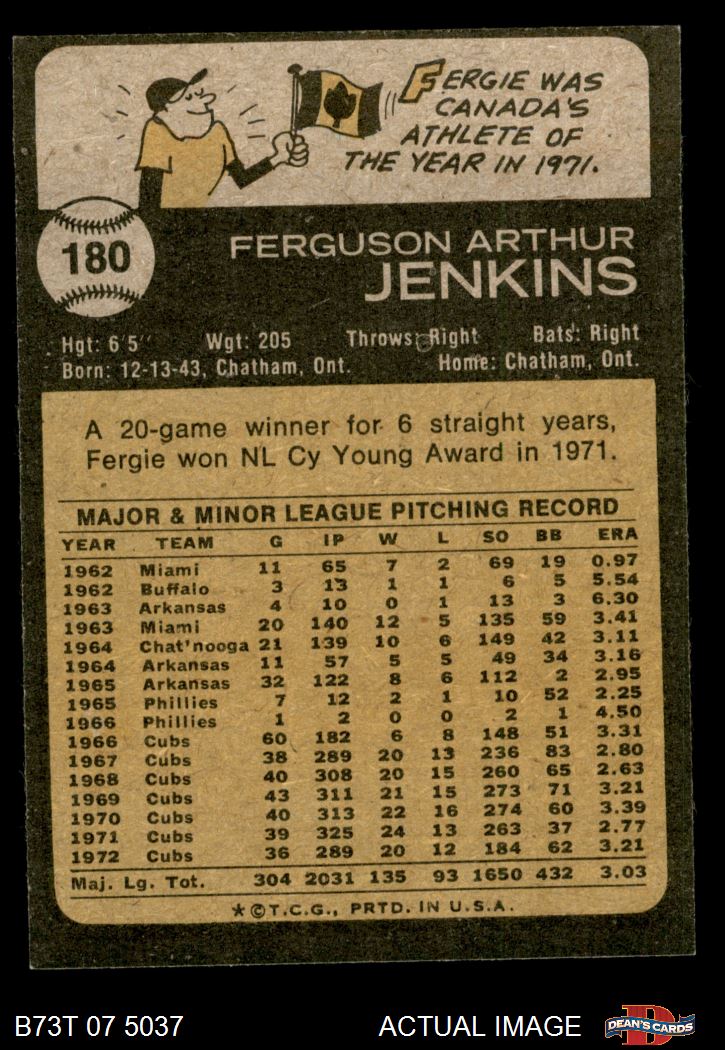 FERGIE WAS
CANADA'S
ATHLETE OF
THE YEAR IN 1971.
180
FERGUSON ARTHUR
JENKINS
Hgt: 6'5" Wgt: 205 Throws: Right Bats: Right
Born: 12-13-43, Chatham, Ont. Home: Chatham, Ont.
A 20-game winner for 6 straight years,
Fergie won NL Cy Young Award in 1971.
MAJOR & MINOR LEAGUE PITCHING RECORD
YEAR TEAM G IP W L SO BB ERA
1962 Miami 11 65 7 2 69 19 0.97
1962 Buffalo 3 13 1 1 6 5 5.54
1963 Arkansas 4 10 0 1 13 3 6.30
1963 Miami 20 140 12 5 135 59 3.41
1964 Chat'nooga 21 139 10 6 149 42 3.11
1964 Arkansas 11 57 5 5 49 34 3.16
1965 Arkansas 32 122 8 6 112 2 2.95
1965 Phillies 7 12 2 1 10 52 2.25
1966 Phillies 1 2 0 0 2 1 4.50
1966 Cubs 60 182 6 8 148 51 3.31
1967 Cubs 38 289 20 13 236 83 2.80
1968 Cubs 40 308 20 15 260 65 2.63
1969 Cubs 43 311 21 15 273 71 3.21
1970 Cubs 40 313 22 16 274 60 3.39
1971 Cubs 39 325 24 13 263 37 2.77
1972 Cubs 36 289 20 12 184 62 3.21
Maj. Lg. Tot. 304 2031 135 93 1650 432 3.03
★©T.C.G., PRTD. IN U.S.A.
B73T 07 5037 ACTUAL IMAGE
D
DEAN'S CARDS